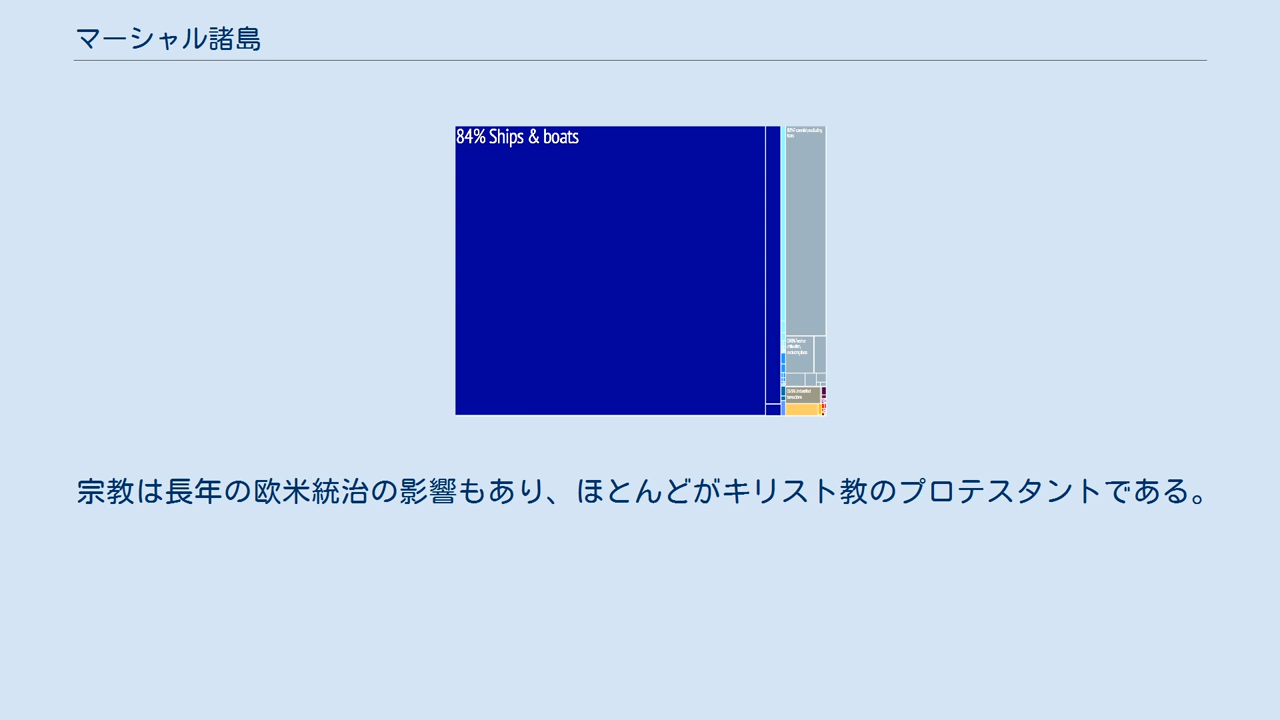 マーシャル諸島
84% Ships & boats
宗教は長年の欧米統治の影響もあり、ほとんどがキリスト教のプロテスタントである。